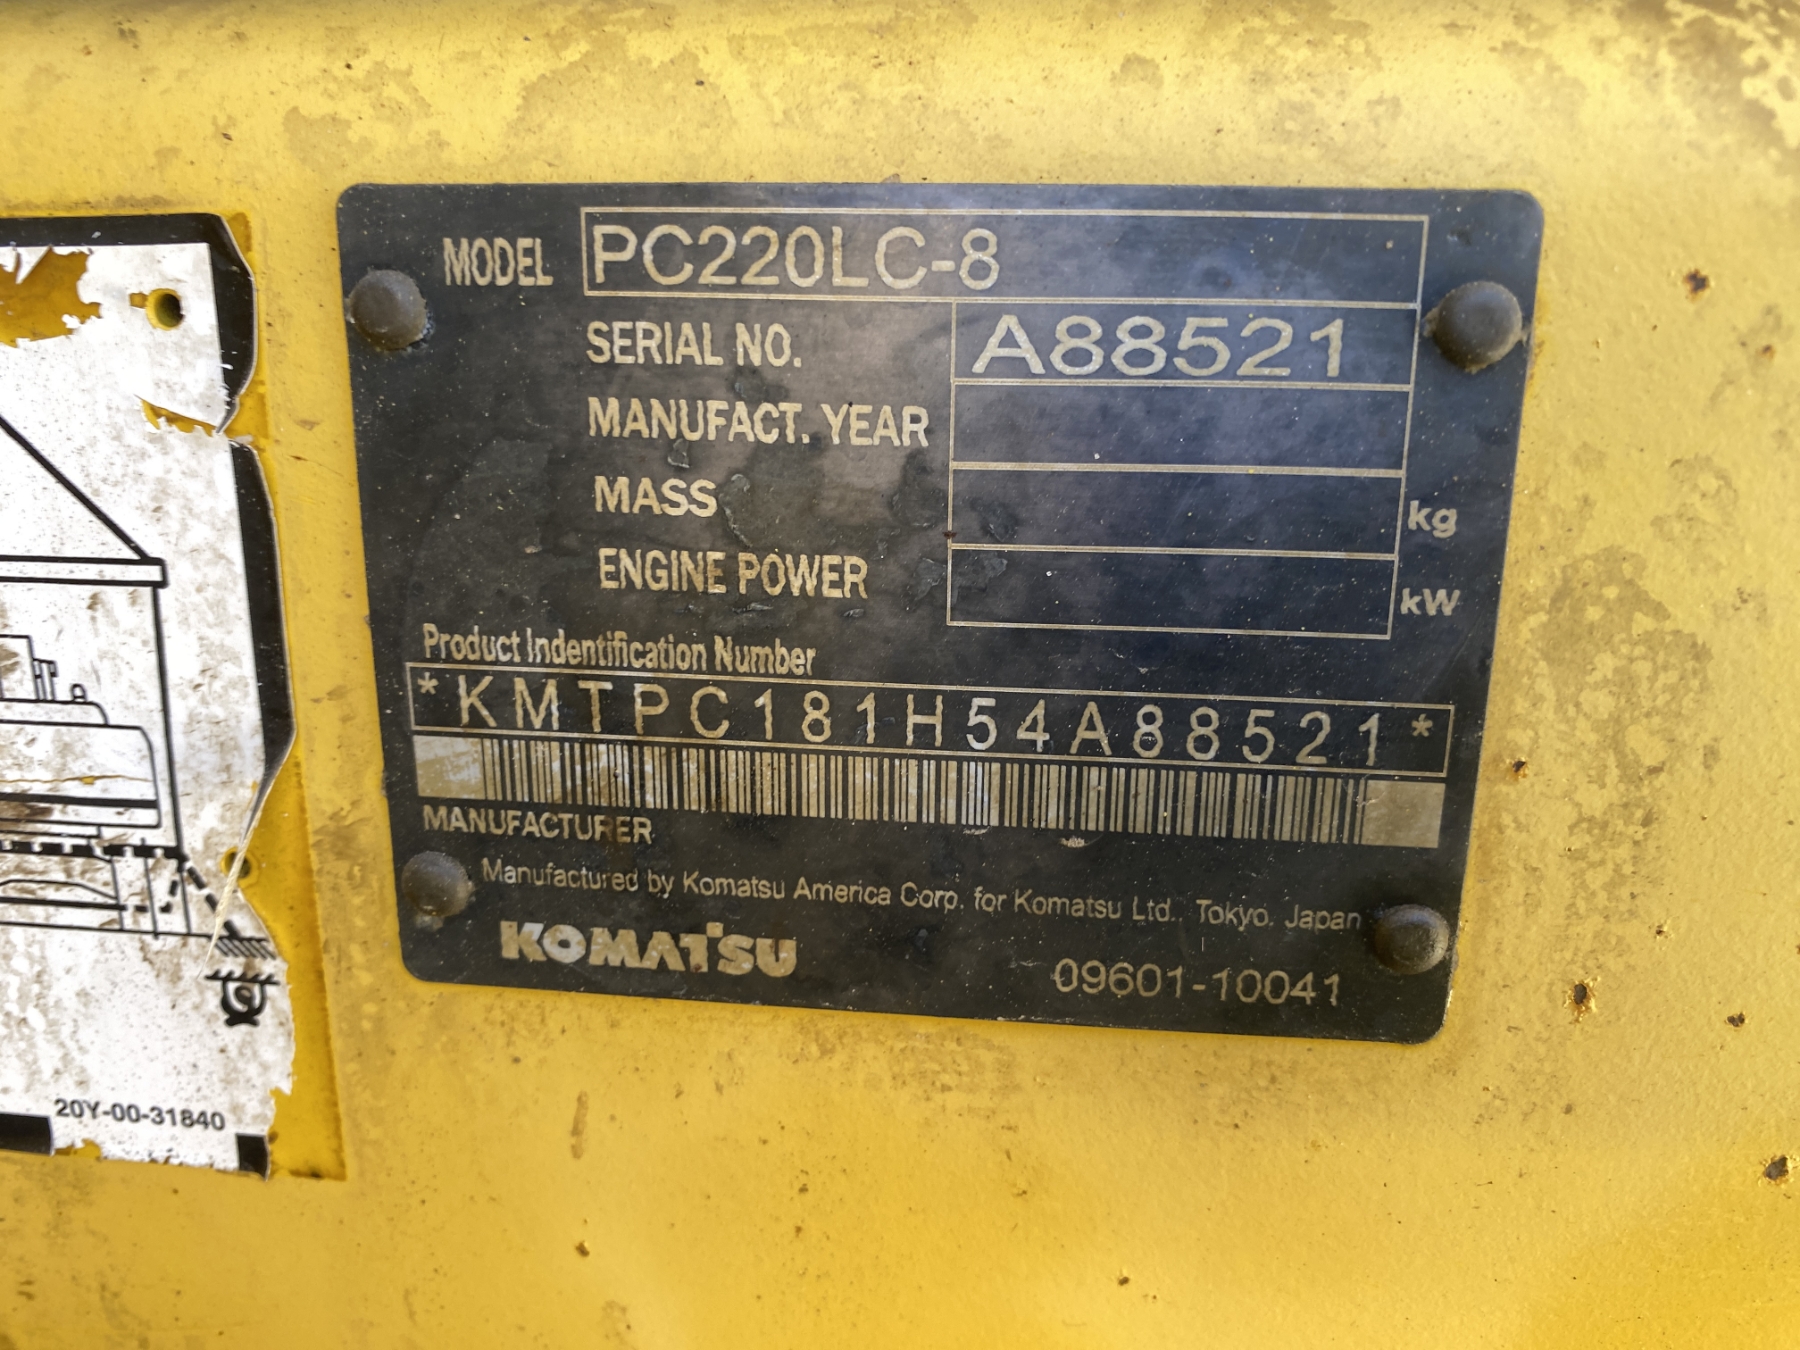 MODEL PC220LC-8
SERIAL NO. A88521
MANUFACT. YEAR
MASS kg
ENGINE POWER kW
Product Indentification Number
*KMTPC181H54A88521*
MANUFACTURER
Manufactured by Komatsu America Corp. for Komatsu Ltd., Tokyo, Japan
KOMATSU
09601-10041
20Y-00-31840